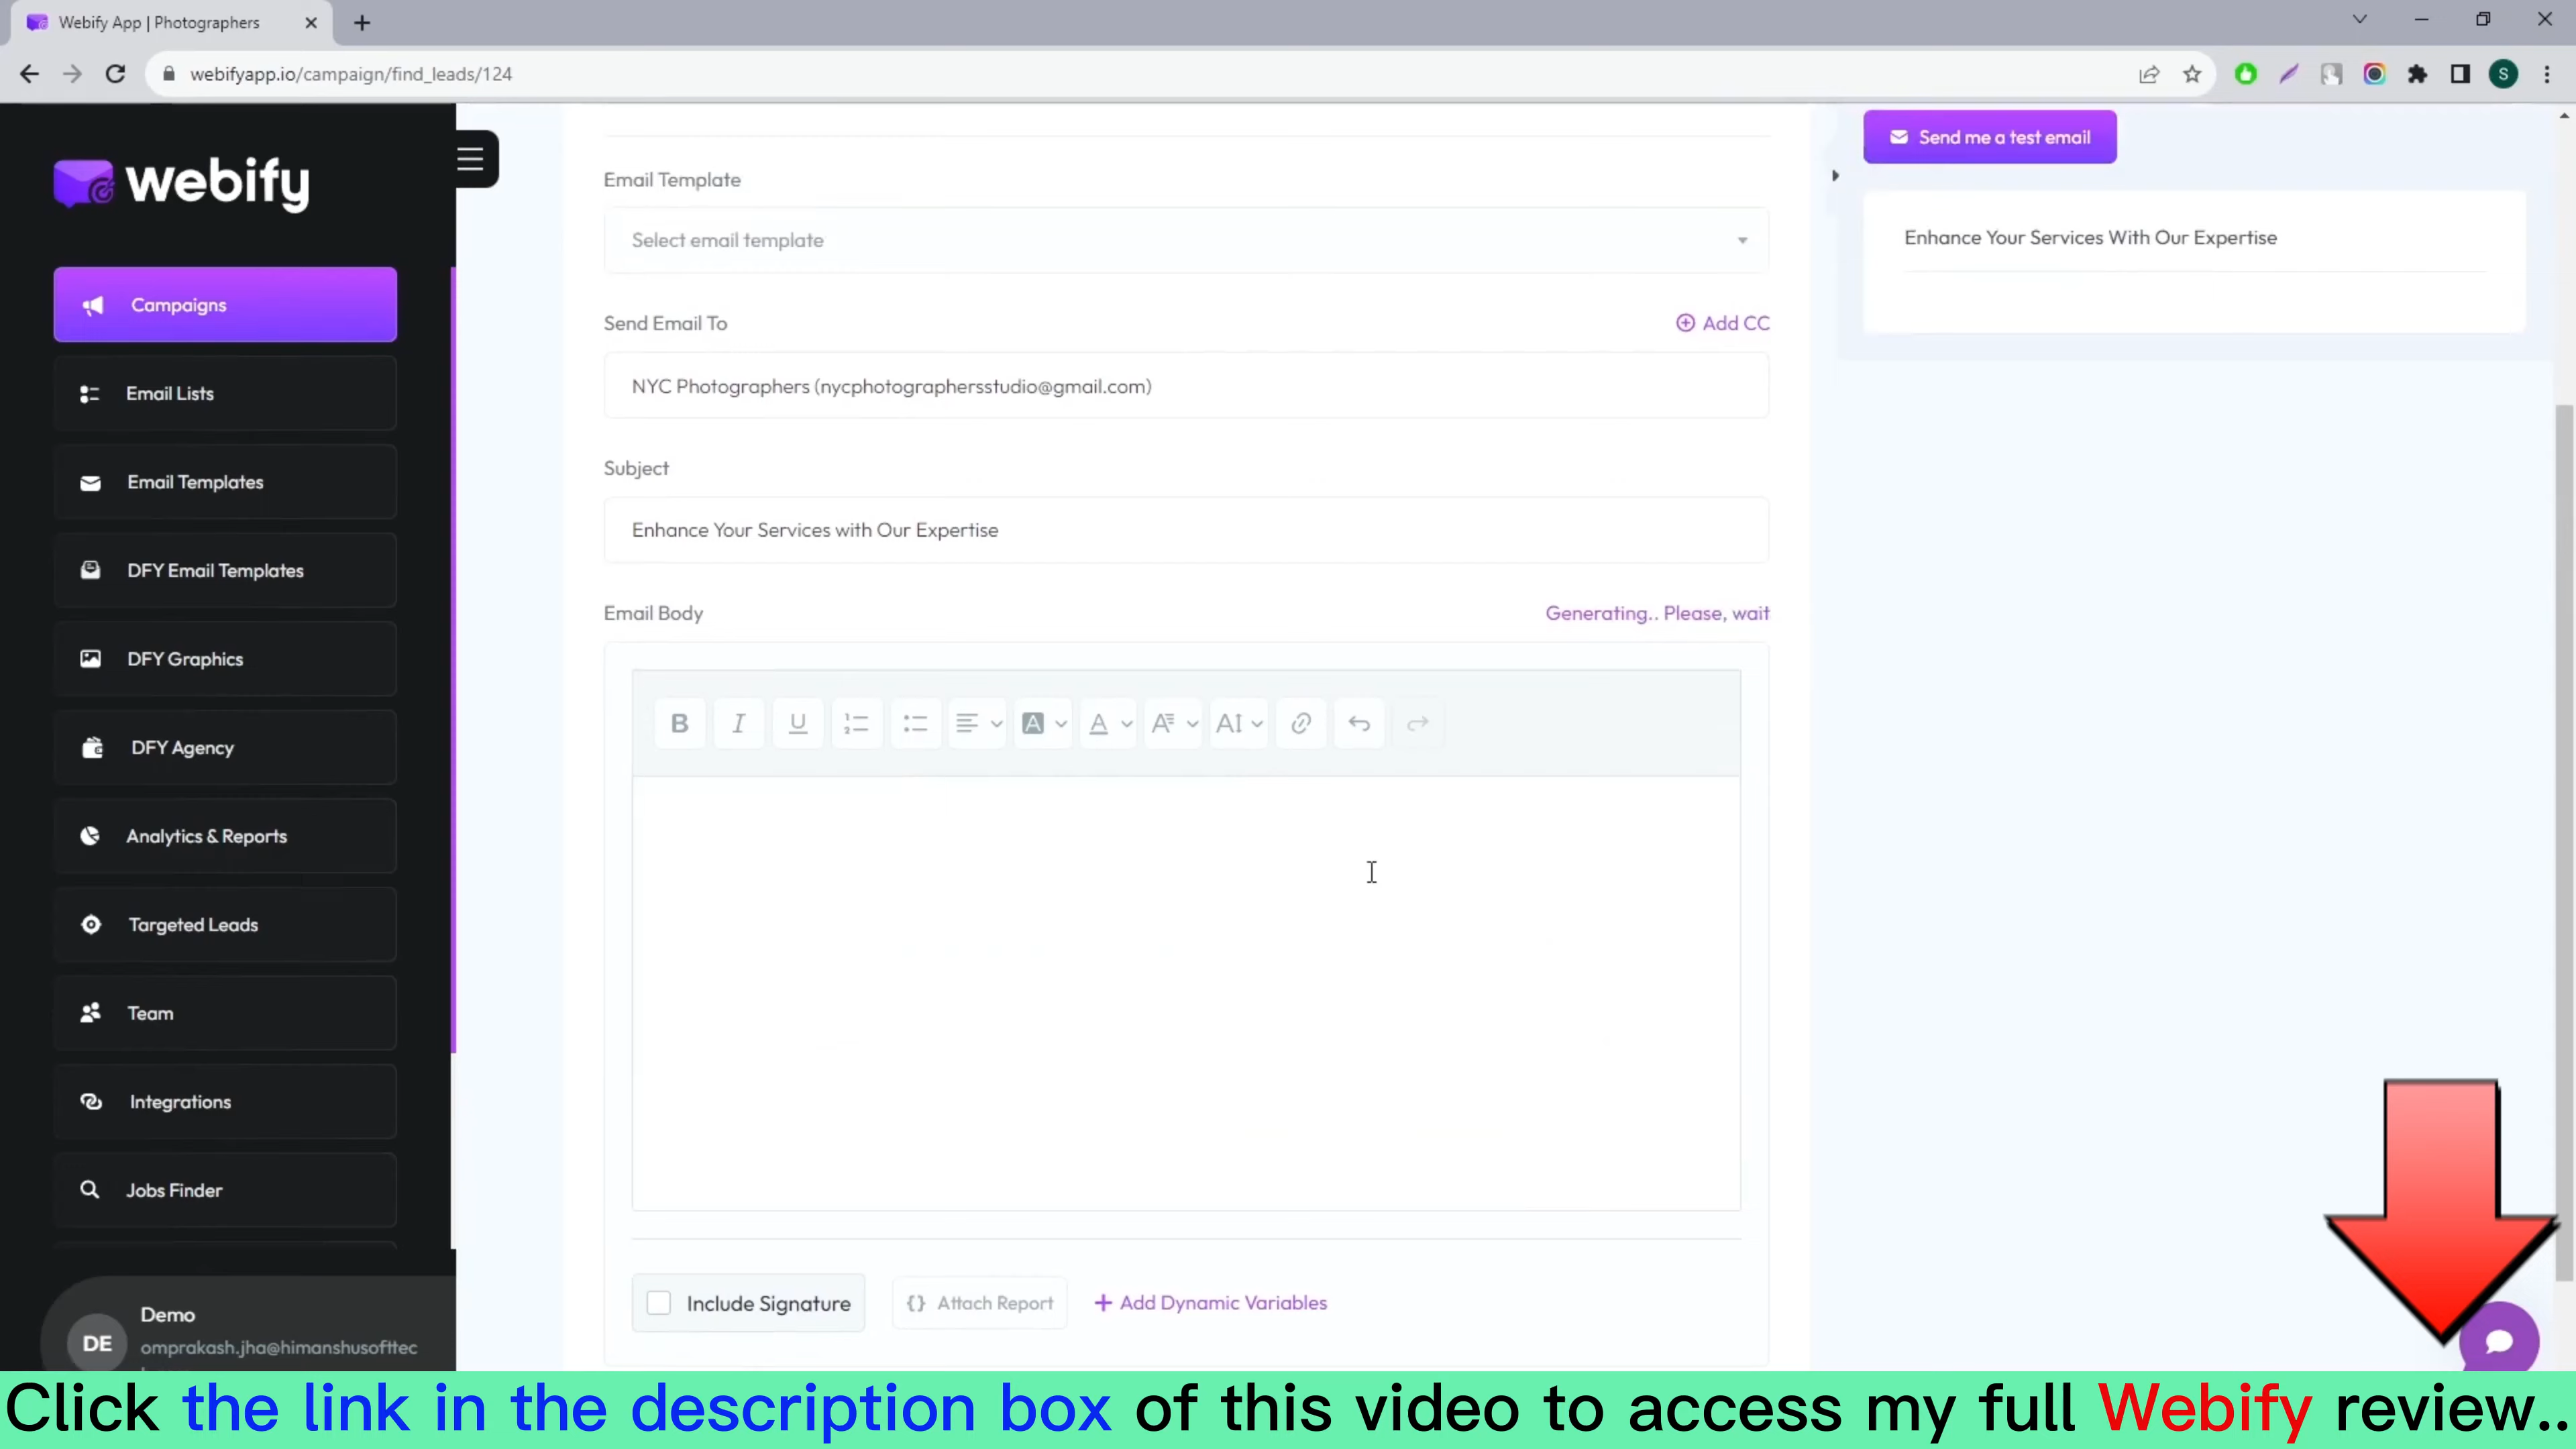 Webify App | Photographers
webifyapp.io/campaign/find_leads/124
S
webify
Campaigns
Email Lists
Email Templates
DFY Email Templates
DFY Graphics
DFY Agency
Analytics & Reports
Targeted Leads
Team
Integrations
Jobs Finder
DE
Demo
omprakash.jha@himanshusofttec
Email Template
Select email template
Send Email To
Add CC
NYC Photographers (nycphotographersstudio@gmail.com)
Subject
Enhance Your Services with Our Expertise
Email Body
Generating.. Please, wait
Include Signature
{} Attach Report
+ Add Dynamic Variables
Send me a test email
Enhance Your Services With Our Expertise
Click the link in the description box of this video to access my full Webify review..